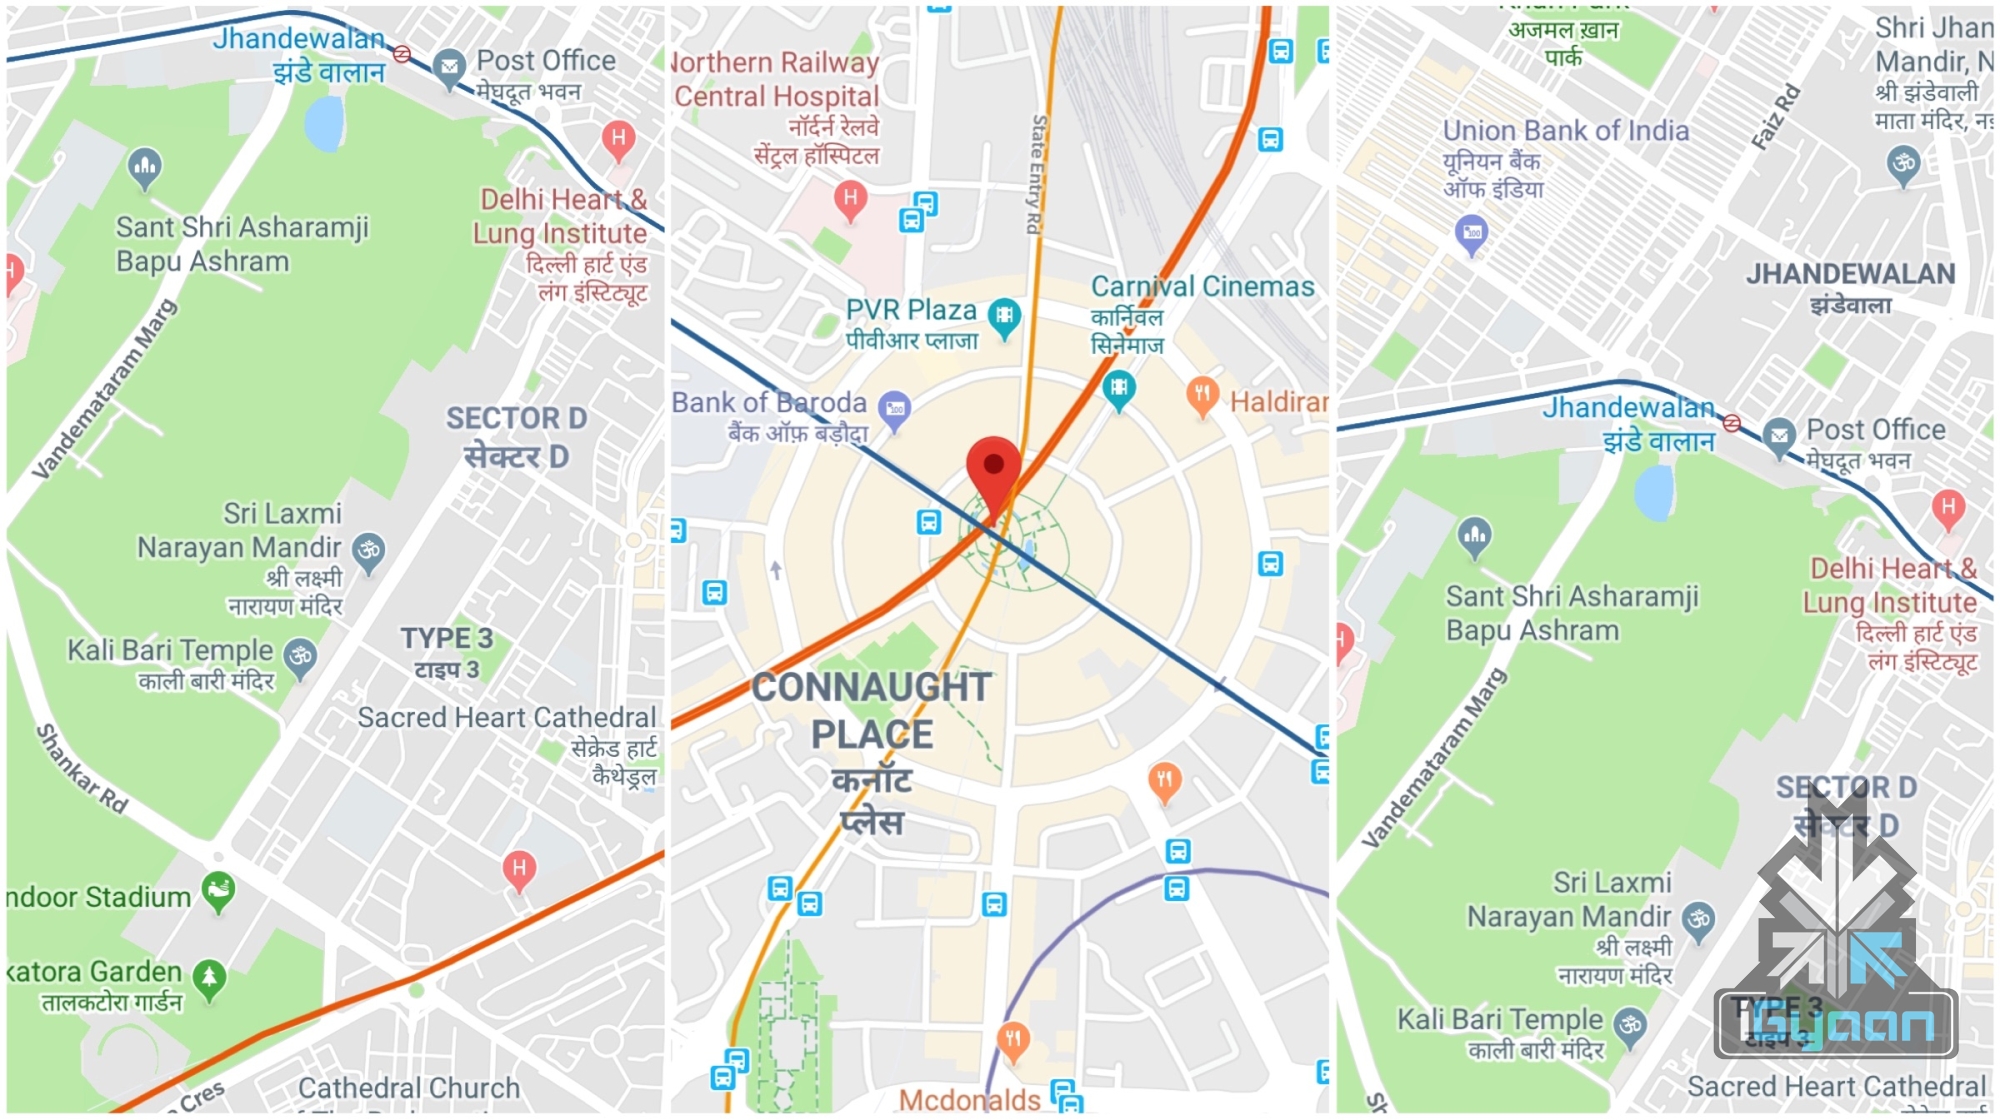 Jhandewalan
झंडे वालान
Post Office
मेघदूत भवन
Sant Shri Asharamji
Bapu Ashram
Delhi Heart &
Lung Institute
दिल्ली हार्ट एंड
लंग इंस्टिट्यूट
Vandemataram Marg
SECTOR D
सेक्टर D
Sri Laxmi
Narayan Mandir
श्री लक्ष्मी
नारायण मंदिर
Kali Bari Temple
काली बारी मंदिर
TYPE 3
टाइप 3
Sacred Heart Cathedral
सेक्रेड हार्ट
कैथेड्रल
Shankar Rd
ndoor Stadium
katora Garden
तालकटोरा गार्डन
Cres
Cathedral Church
Northern Railway
Central Hospital
नॉर्दर्न रेलवे
सेंट्रल हॉस्पिटल
State Entry Rd
PVR Plaza
पीवीआर प्लाजा
Carnival Cinemas
कार्निवल
सिनेमाज
Bank of Baroda
बैंक ऑफ़ बड़ौदा
Haldirar
CONNAUGHT
PLACE
कनॉट
प्लेस
Mcdonalds
अजमल ख़ान
पार्क
Shri Jhan
Mandir, N
श्री झंडेवाली
माता मंदिर, नई
Faiz Rd
Union Bank of India
यूनियन बैंक
ऑफ इंडिया
JHANDEWALAN
झंडेवाला
Jhandewalan
झंडे वालान
Post Office
मेघदूत भवन
Sant Shri Asharamji
Bapu Ashram
Delhi Heart &
Lung Institute
दिल्ली हार्ट एंड
लंग इंस्टिट्यूट
Vandemataram Marg
SECTOR D
सेक्टर D
Sri Laxmi
Narayan Mandir
श्री लक्ष्मी
नारायण मंदिर
TYPE 3
टाइप 3
Gyaan
Kali Bari Temple
काली बारी मंदिर
Sacred Heart Cathedral
Sh